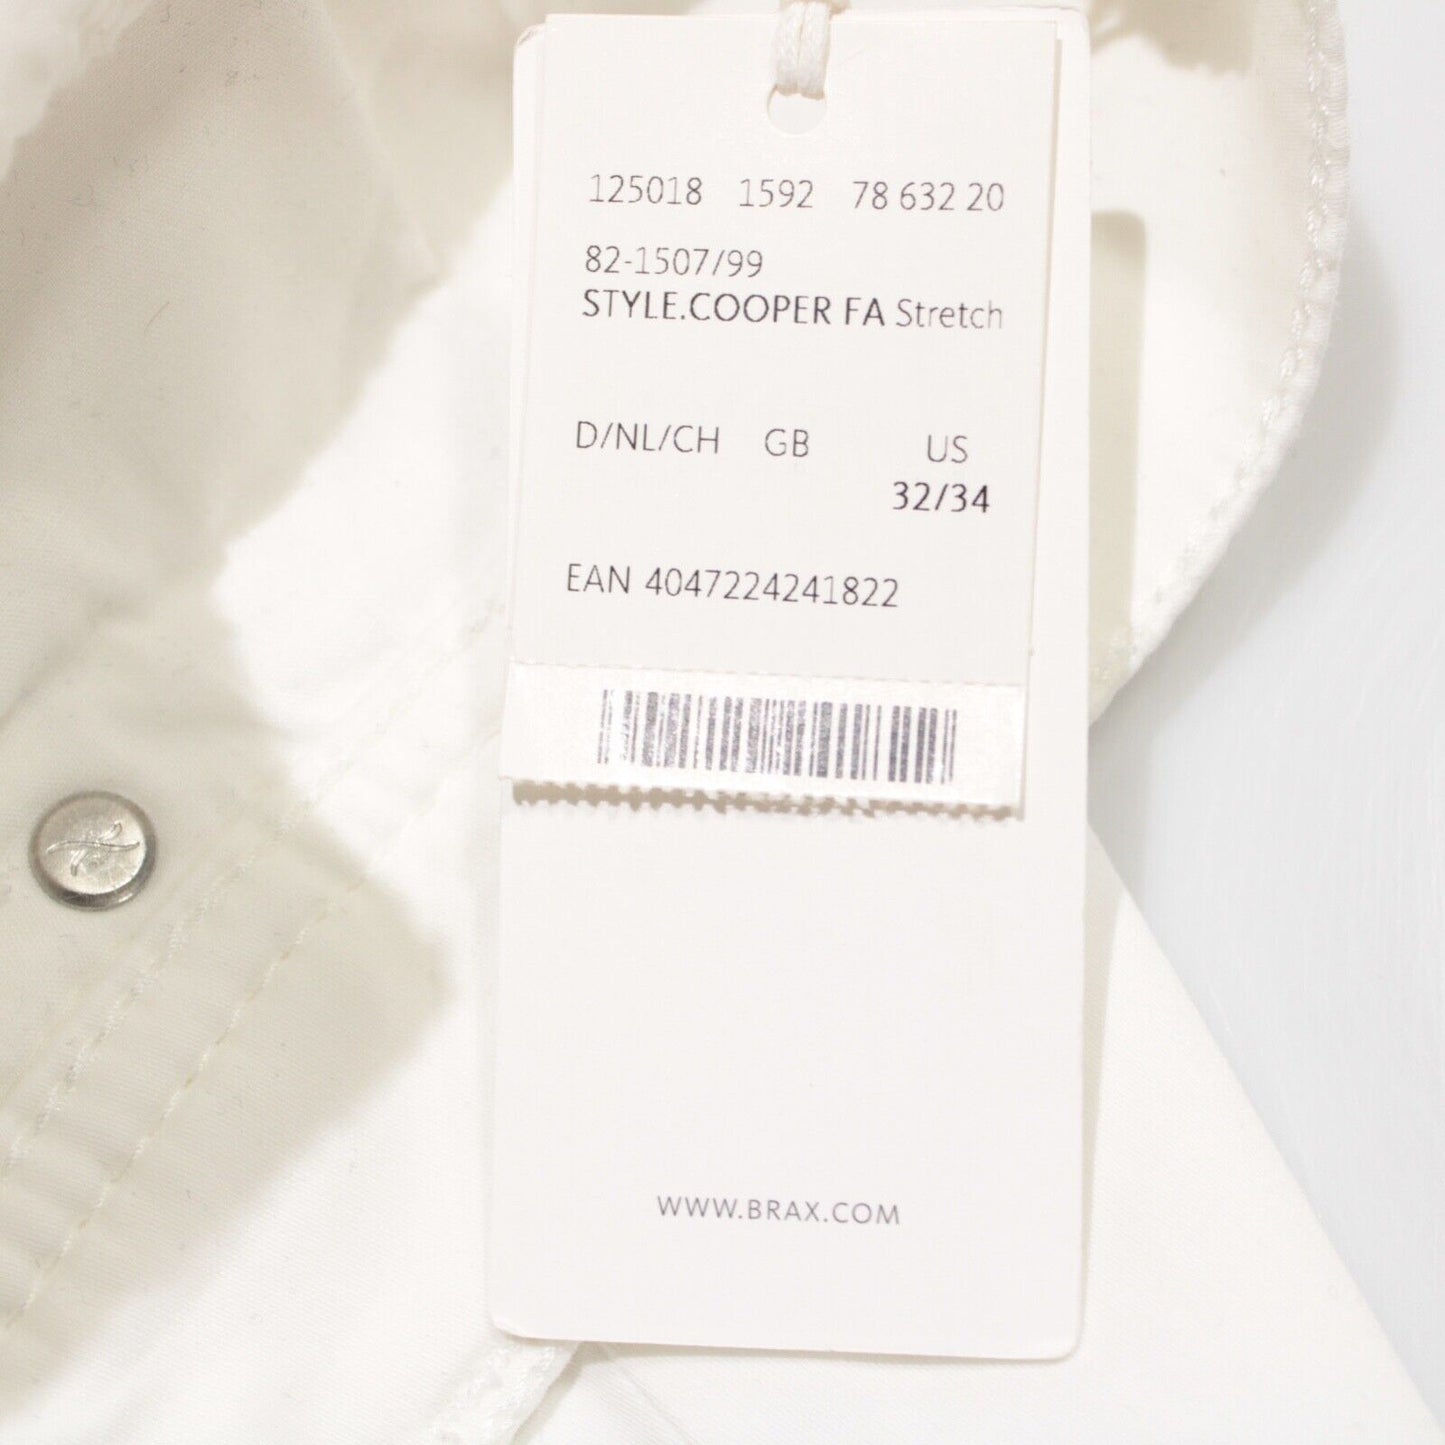 125018 1592 78 632 20
82-1507/99
STYLE.COOPER FA Stretch
D/NL/CH GB US
32/34
EAN 4047224241822
WWW.BRAX.COM